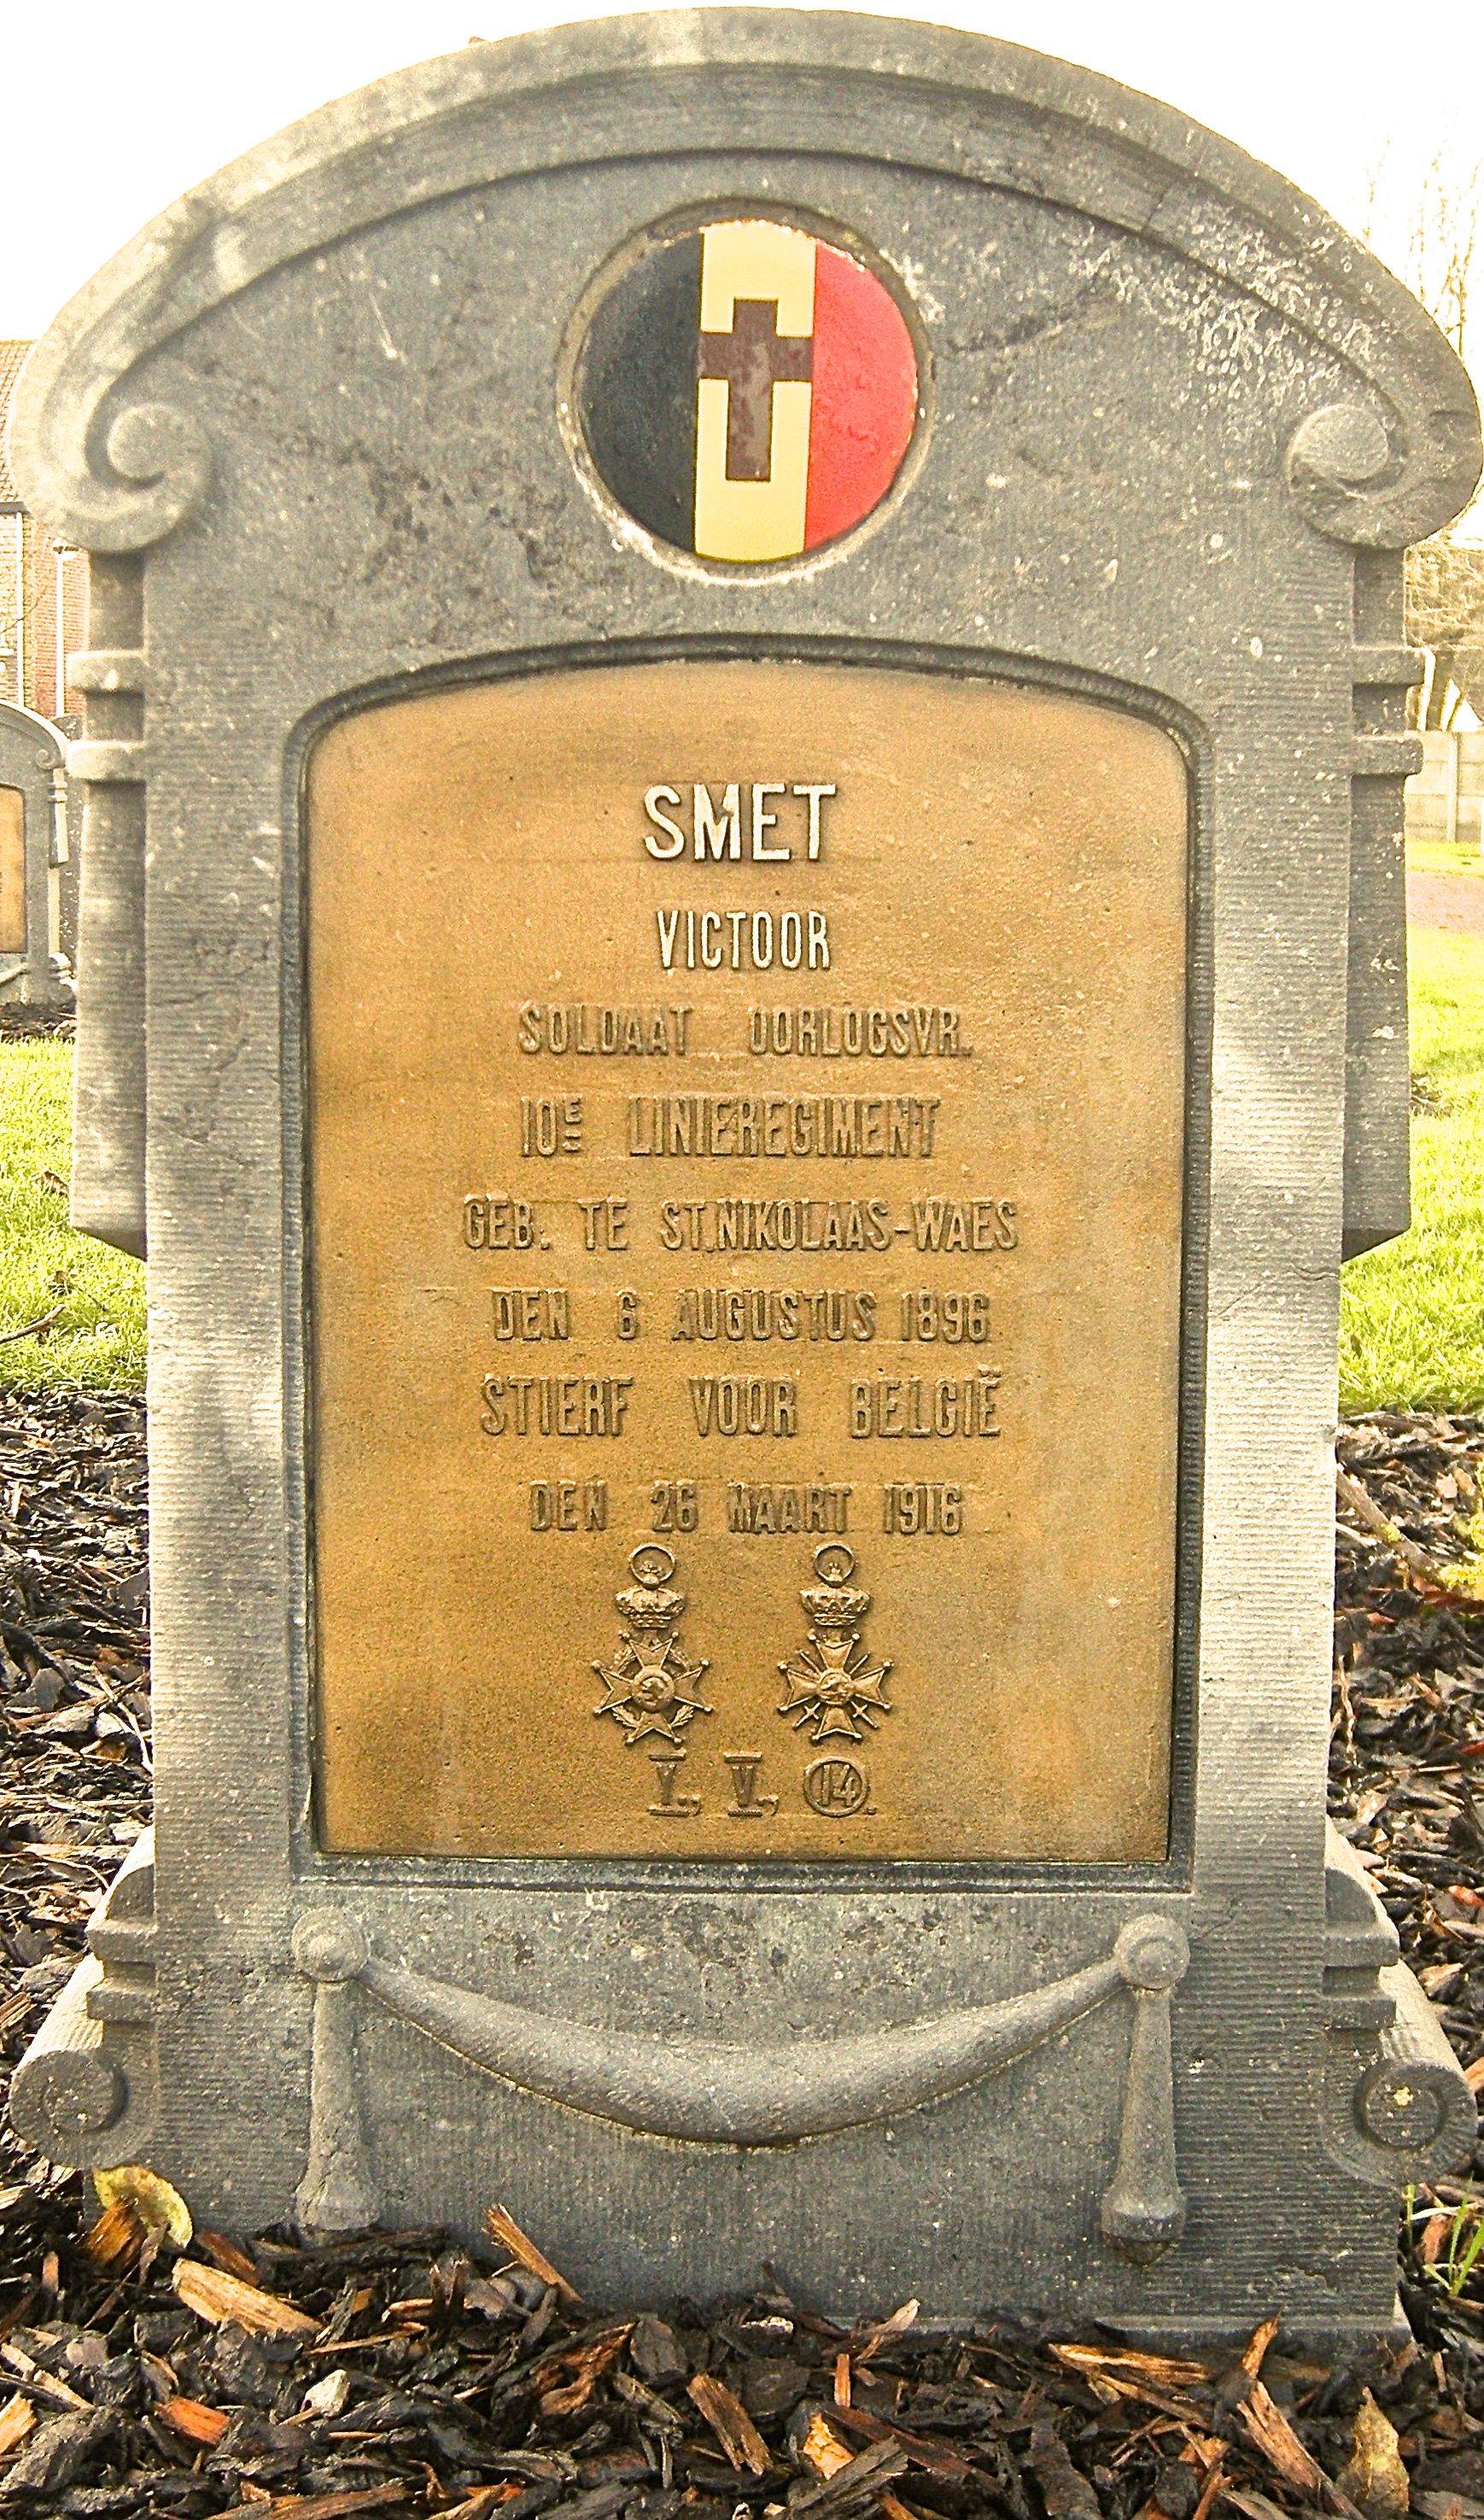 SMET
VICTOOR
SOLDAAT OORLOGSVR.
10E LINIEREGIMENT
GEB. TE ST.NIKOLAAS-WAES
DEN 6 AUGUSTUS 1896
STIERF VOOR BELGIË
DEN 26 MAART 1916
Y., V., 14.